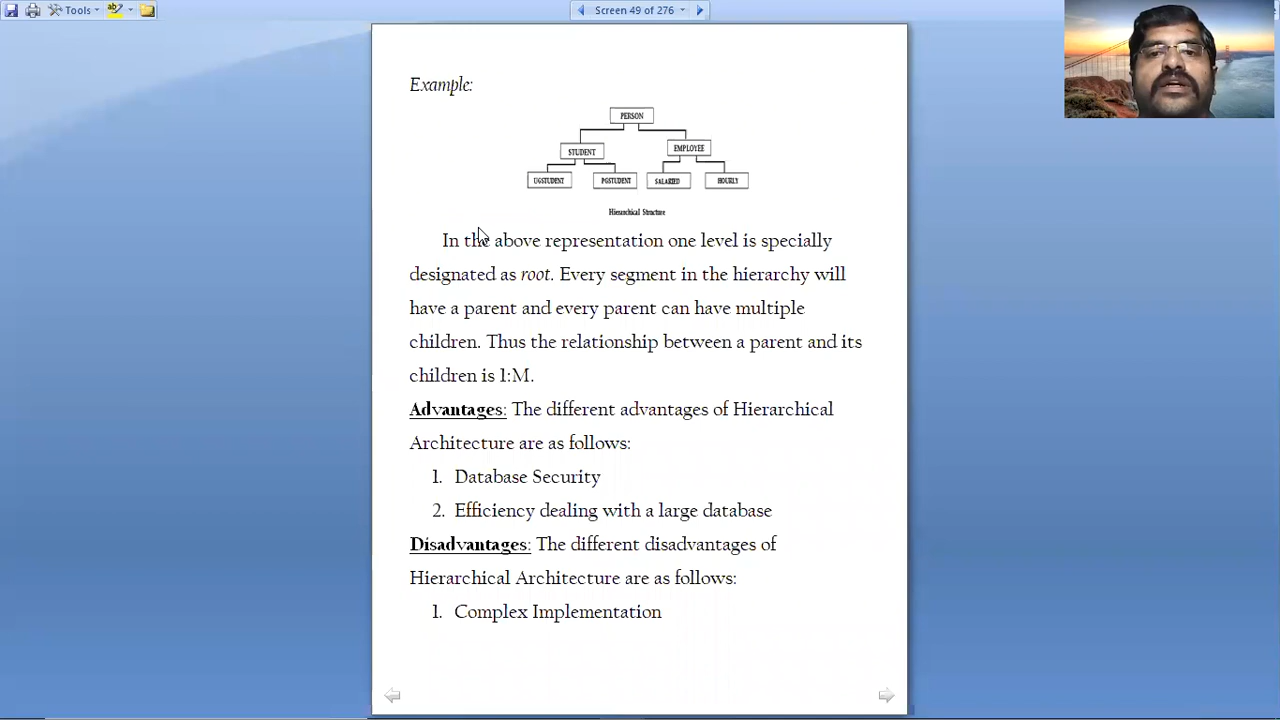 Tools
Screen 49 of 276
Example:
PERSON
STUDENT
EMPLOYEE
UGSTUDENT
PGSTUDENT
SALARIED
HOURLY
Hierarchical Structure
In the above representation one level is specially
designated as root. Every segment in the hierarchy will
have a parent and every parent can have multiple
children. Thus the relationship between a parent and its
children is 1:M.
Advantages: The different advantages of Hierarchical
Architecture are as follows:
1. Database Security
2. Efficiency dealing with a large database
Disadvantages: The different disadvantages of
Hierarchical Architecture are as follows:
1. Complex Implementation